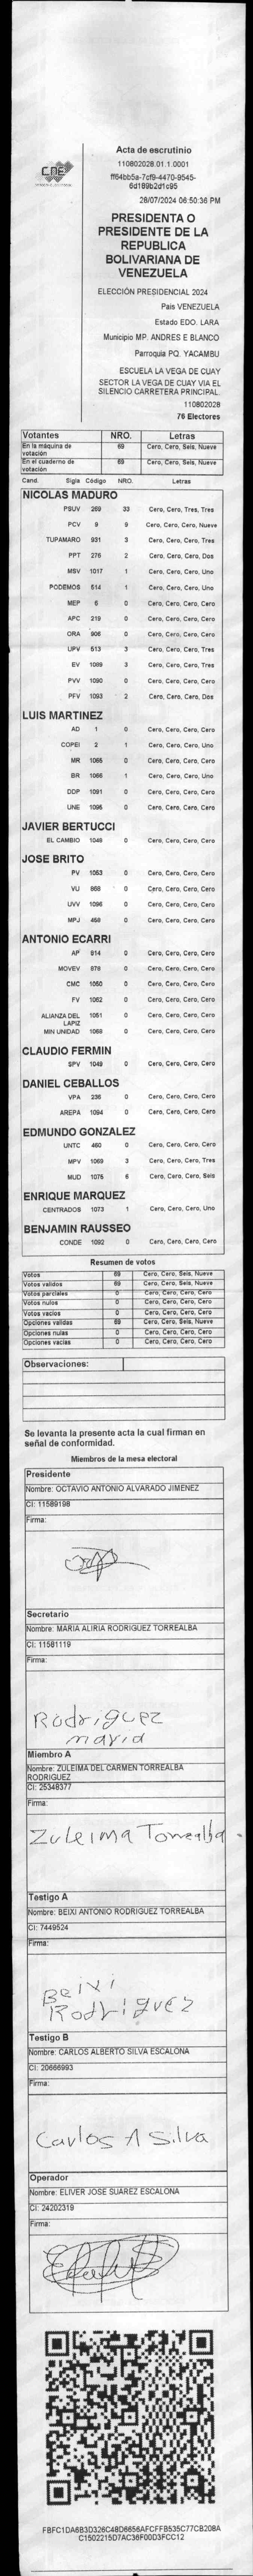 CNE
Acta de escrutinio
110802028.01.1.0001
ff64bb5a-7cf9-4470-9545-
6d189b2d1c95
28/07/2024 06:50:36 PM
PRESIDENTA O
PRESIDENTE DE LA
REPUBLICA
BOLIVARIANA DE
VENEZUELA
ELECCIÓN PRESIDENCIAL 2024
Pais VENEZUELA
Estado EDO. LARA
Municipio MP. ANDRES E BLANCO
Parroquia PQ. YACAMBU
ESCUELA LA VEGA DE CUAY
SECTOR LA VEGA DE CUAY VIA EL
SILENCIO CARRETERA PRINCIPAL.
110802028
76 Electores
Votantes NRO. Letras
En la máquina de votación 69 Cero, Cero, Seis, Nueve
En el cuaderno de votación 69 Cero, Cero, Seis, Nueve
Cand. Sigla Código NRO. Letras
NICOLAS MADURO
PSUV 269 33 Cero, Cero, Tres, Tres
PCV 9 9 Cero, Cero, Cero, Nueve
TUPAMARO 931 3 Cero, Cero, Cero, Tres
PPT 275 2 Cero, Cero, Cero, Dos
MSV 1017 1 Cero, Cero, Cero, Uno
PODEMOS 514 1 Cero, Cero, Cero, Uno
MEP 6 0 Cero, Cero, Cero, Cero
APC 219 0 Cero, Cero, Cero, Cero
ORA 906 0 Cero, Cero, Cero, Cero
UPV 513 3 Cero, Cero, Cero, Tres
EV 1089 3 Cero, Cero, Cero, Tres
PVV 1090 0 Cero, Cero, Cero, Cero
PFV 1093 2 Cero, Cero, Cero, Dos
LUIS MARTINEZ
AD 1 0 Cero, Cero, Cero, Cero
COPEI 2 1 Cero, Cero, Cero, Uno
MR 1065 0 Cero, Cero, Cero, Cero
BR 1066 1 Cero, Cero, Cero, Uno
DDP 1091 0 Cero, Cero, Cero, Cero
UNE 1095 0 Cero, Cero, Cero, Cero
JAVIER BERTUCCI
EL CAMBIO 1048 0 Cero, Cero, Cero, Cero
JOSE BRITO
PV 1053 0 Cero, Cero, Cero, Cero
VU 868 0 Cero, Cero, Cero, Cero
UVV 1096 0 Cero, Cero, Cero, Cero
MPJ 458 0 Cero, Cero, Cero, Cero
ANTONIO ECARRI
AP 814 0 Cero, Cero, Cero, Cero
MOVEV 978 0 Cero, Cero, Cero, Cero
CMC 1050 0 Cero, Cero, Cero, Cero
FV 1052 0 Cero, Cero, Cero, Cero
ALIANZA DEL LAPIZ 1051 0 Cero, Cero, Cero, Cero
MIN UNIDAD 1068 0 Cero, Cero, Cero, Cero
CLAUDIO FERMIN
SPV 1049 0 Cero, Cero, Cero, Cero
DANIEL CEBALLOS
VPA 236 0 Cero, Cero, Cero, Cero
AREPA 1094 0 Cero, Cero, Cero, Cero
EDMUNDO GONZALEZ
UNTC 460 0 Cero, Cero, Cero, Cero
MPV 1069 3 Cero, Cero, Cero, Tres
MUD 1075 6 Cero, Cero, Cero, Seis
ENRIQUE MARQUEZ
CENTRADOS 1073 1 Cero, Cero, Cero, Uno
BENJAMIN RAUSSEO
CONDE 1092 0 Cero, Cero, Cero, Cero
Resumen de votos
Votos 69 Cero, Cero, Seis, Nueve
Votos validos 69 Cero, Cero, Seis, Nueve
Votos parciales 0 Cero, Cero, Cero, Cero
Votos nulos 0 Cero, Cero, Cero, Cero
Votos vacios 0 Cero, Cero, Cero, Cero
Opciones validas 69 Cero, Cero, Seis, Nueve
Opciones nulas 0 Cero, Cero, Cero, Cero
Opciones vacias 0 Cero, Cero, Cero, Cero
Observaciones:
Se levanta la presente acta la cual firman en
señal de conformidad.
Miembros de la mesa electoral
Presidente
Nombre: OCTAVIO ANTONIO ALVARADO JIMENEZ
CI: 11589198
Firma:
Secretario
Nombre: MARIA ALIRIA RODRIGUEZ TORREALBA
CI: 11581119
Firma:
Rodriguez
maria
Miembro A
Nombre: ZULEIMA DEL CARMEN TORREALBA
RODRIGUEZ
CI: 25348377
Firma:
Zuleima Torrealba
Testigo A
Nombre: BEIXI ANTONIO RODRIGUEZ TORREALBA
CI: 7449524
Firma:
Beixi
Rodriguez
Testigo B
Nombre: CARLOS ALBERTO SILVA ESCALONA
CI: 20666993
Firma:
Carlos A Silva
Operador
Nombre: ELIVER JOSE SUAREZ ESCALONA
CI: 24202319
Firma:
FBFC1DA6B3D326C48D8656AFCFFB535C77CB208A
C1502215D7AC36F00D3FCC12